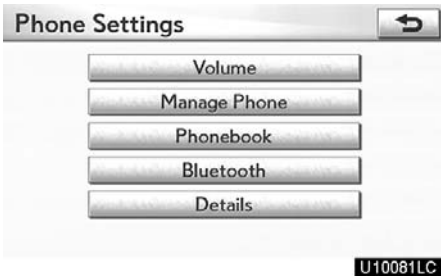 Phone Settings
Volume
Manage Phone
Phonebook
Bluetooth
Details
U10081LC